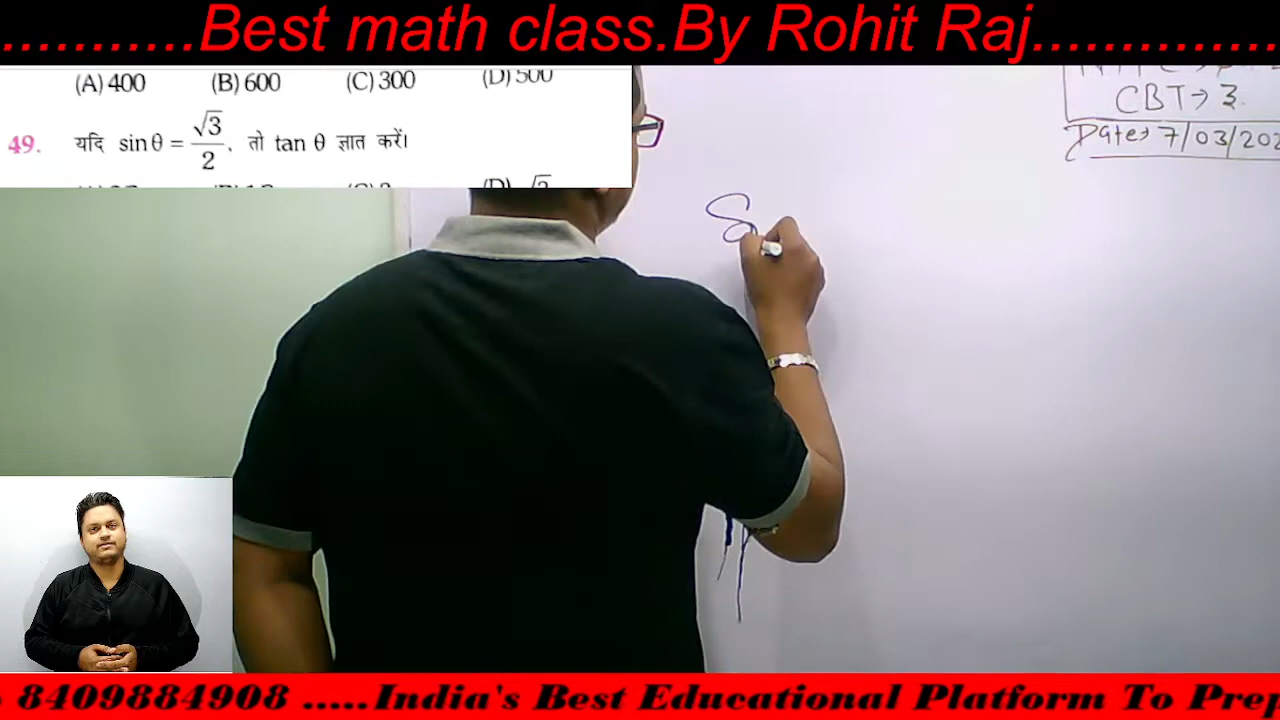 ...........Best math class.By Rohit Raj..............
(A) 400 (B) 600 (C) 300 (D) 500
49. यदि sin θ = √3/2, तो tan θ ज्ञात करें।
CBT→ 3.
Date→ 7/03/202
8409884908 .....India's Best Educational Platform To Prep